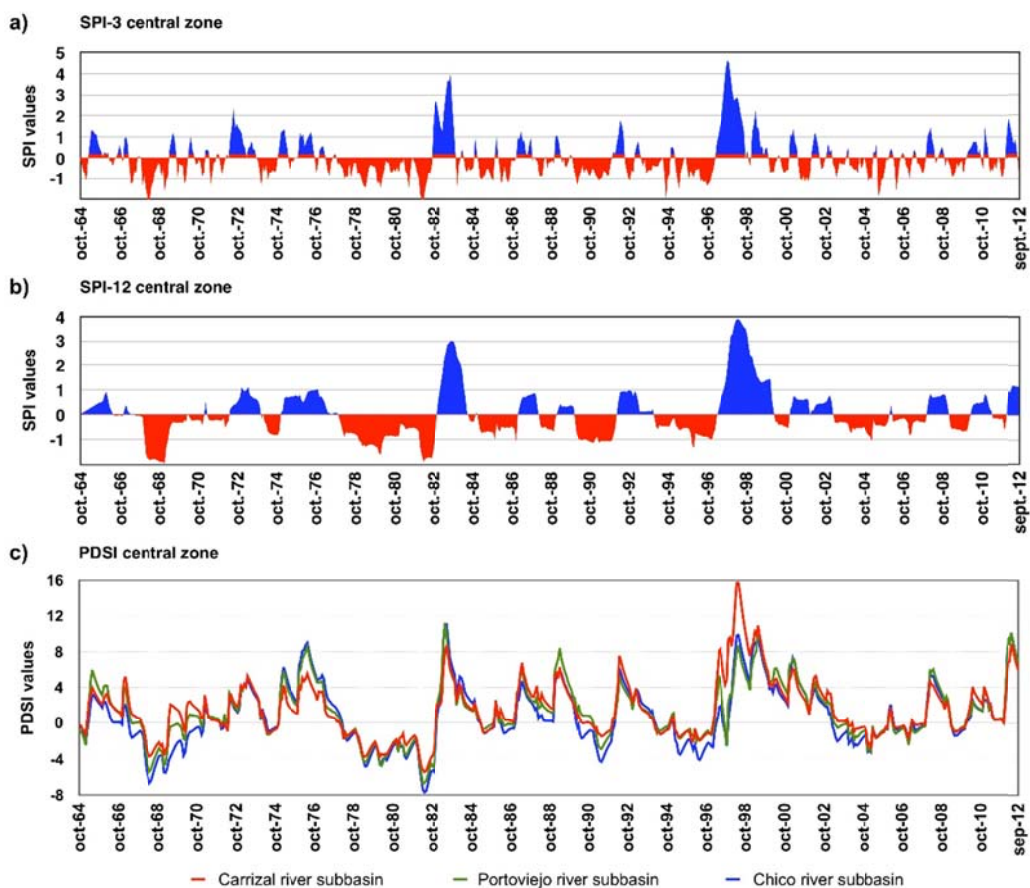 a) SPI-3 central zone
SPI values
5
4
3
2
1
0
-1
oct.-64
oct.-66
oct.-68
oct.-70
oct.-72
oct.-74
oct.-76
oct.-78
oct.-80
oct.-82
oct.-84
oct.-86
oct.-88
oct.-90
oct.-92
oct.-94
oct.-96
oct.-98
oct.-00
oct.-02
oct.-04
oct.-06
oct.-08
oct.-10
sept.-12
b) SPI-12 central zone
SPI values
4
3
2
1
0
-1
oct.-64
oct.-66
oct.-68
oct.-70
oct.-72
oct.-74
oct.-76
oct.-78
oct.-80
oct.-82
oct.-84
oct.-86
oct.-88
oct.-90
oct.-92
oct.-94
oct.-96
oct.-98
oct.-00
oct.-02
oct.-04
oct.-06
oct.-08
oct.-10
sept.-12
c) PDSI central zone
PDSI values
16
12
8
4
0
-4
-8
oct-64
oct-66
oct-68
oct-70
oct-72
oct-74
oct-76
oct-78
oct-80
oct-82
oct-84
oct-86
oct-88
oct-90
oct-92
oct-94
oct-96
oct-98
oct-00
oct-02
oct-04
oct-06
oct-08
oct-10
sep-12
Carrizal river subbasin
Portoviejo river subbasin
Chico river subbasin